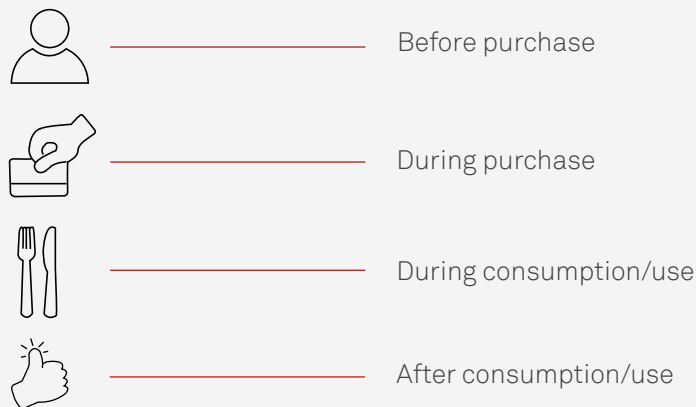 Before purchase
During purchase
During consumption/use
After consumption/use